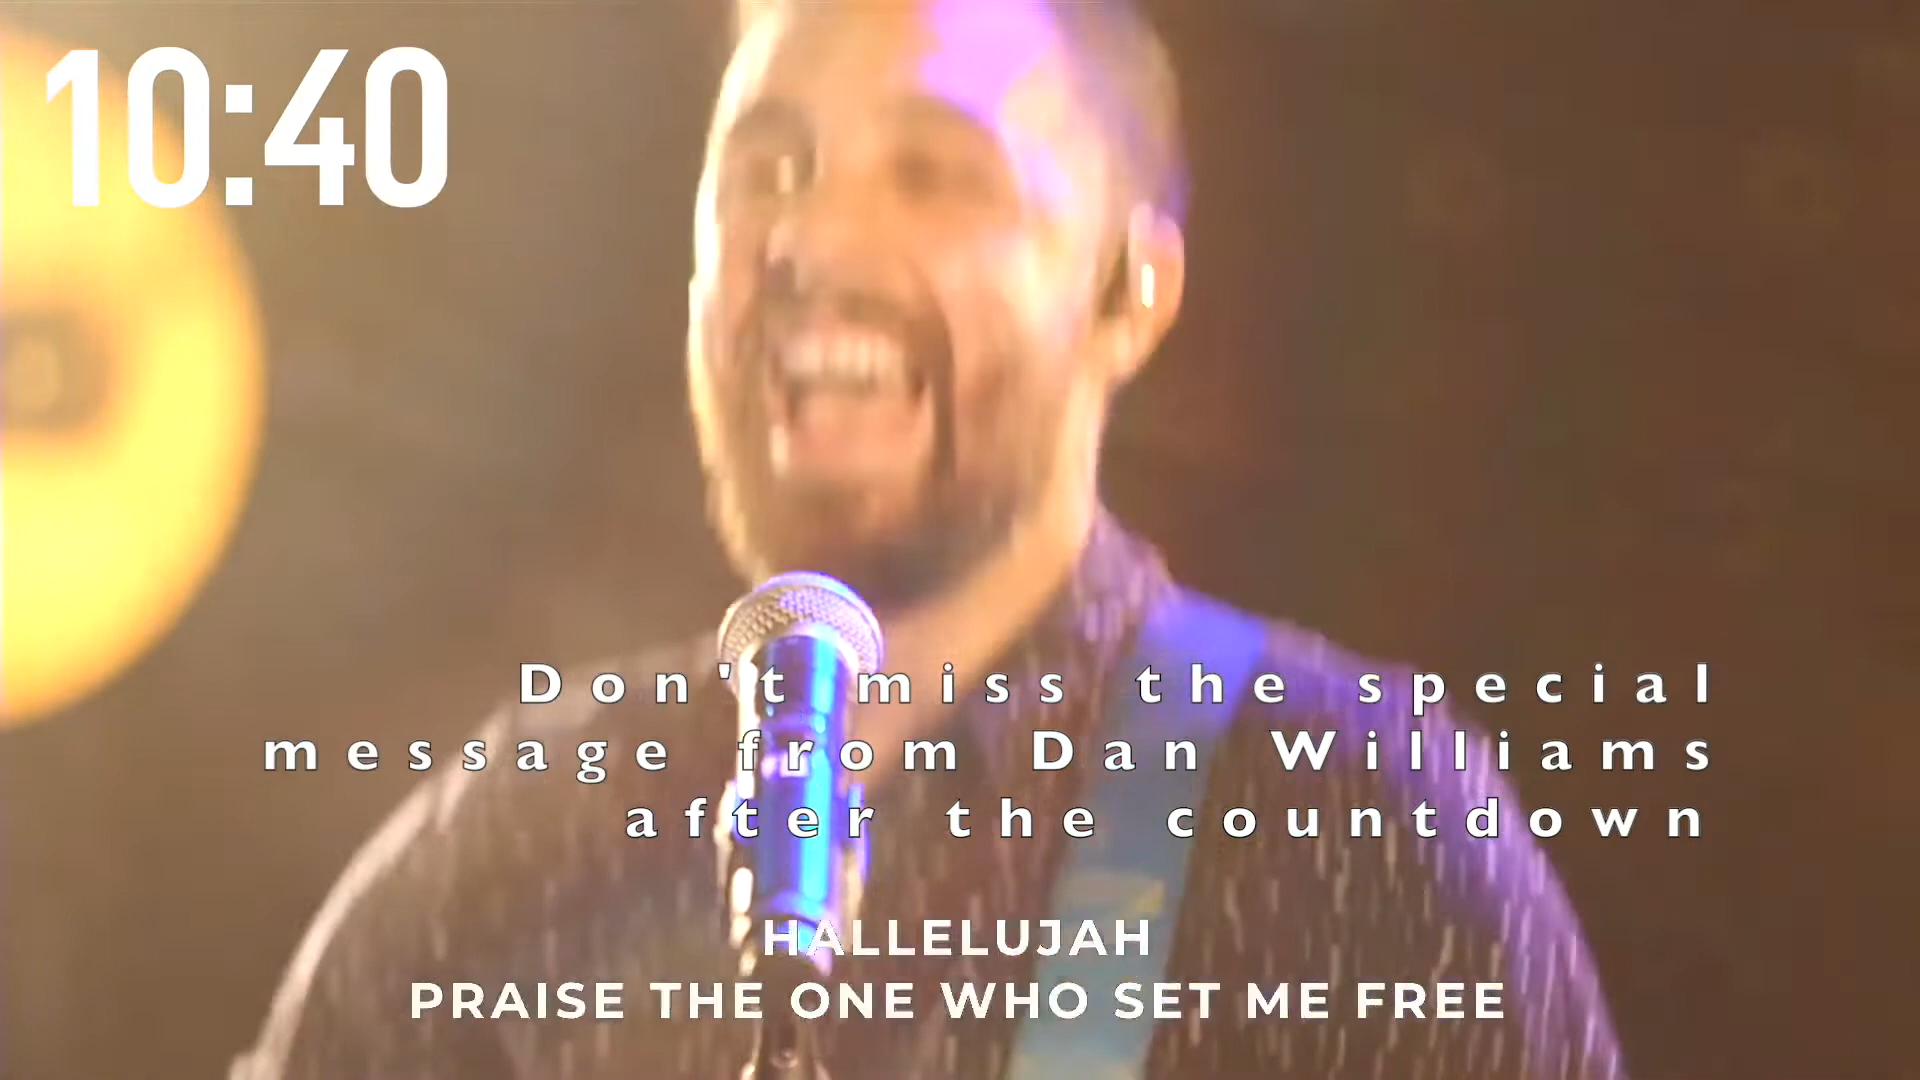 10:40
Don't miss the special
message from Dan Williams
after the countdown
HALLELUJAH
PRAISE THE ONE WHO SET ME FREE